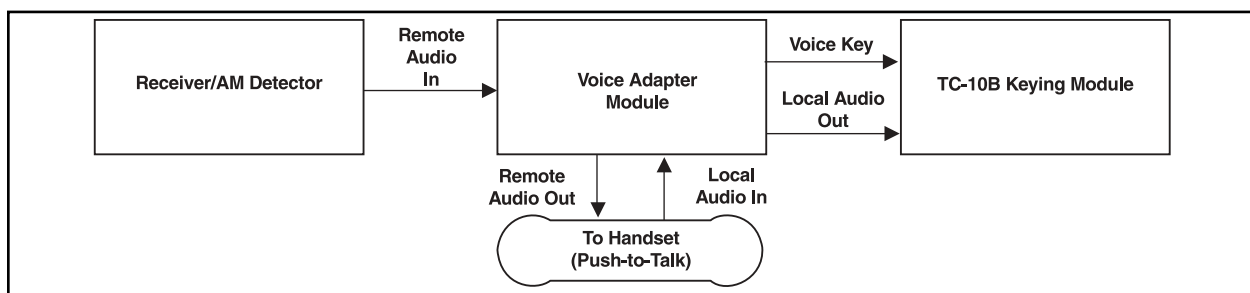 Receiver/AM Detector
Remote
Audio
In
Voice Adapter
Module
Voice Key
Local Audio
Out
TC-10B Keying Module
Remote
Audio Out
Local
Audio In
To Handset
(Push-to-Talk)